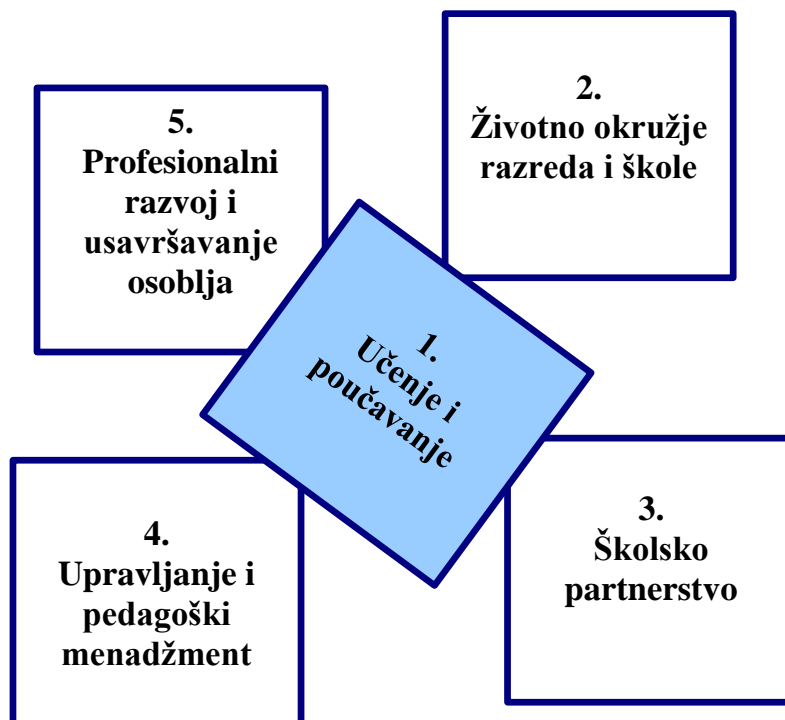 5.
Profesionalni
razvoj i
usavršavanje
osoblja
2.
Životno okružje
razreda i škole
1.
Učenje i
poučavanje
4.
Upravljanje i
pedagoški
menadžment
3.
Školsko
partnerstvo